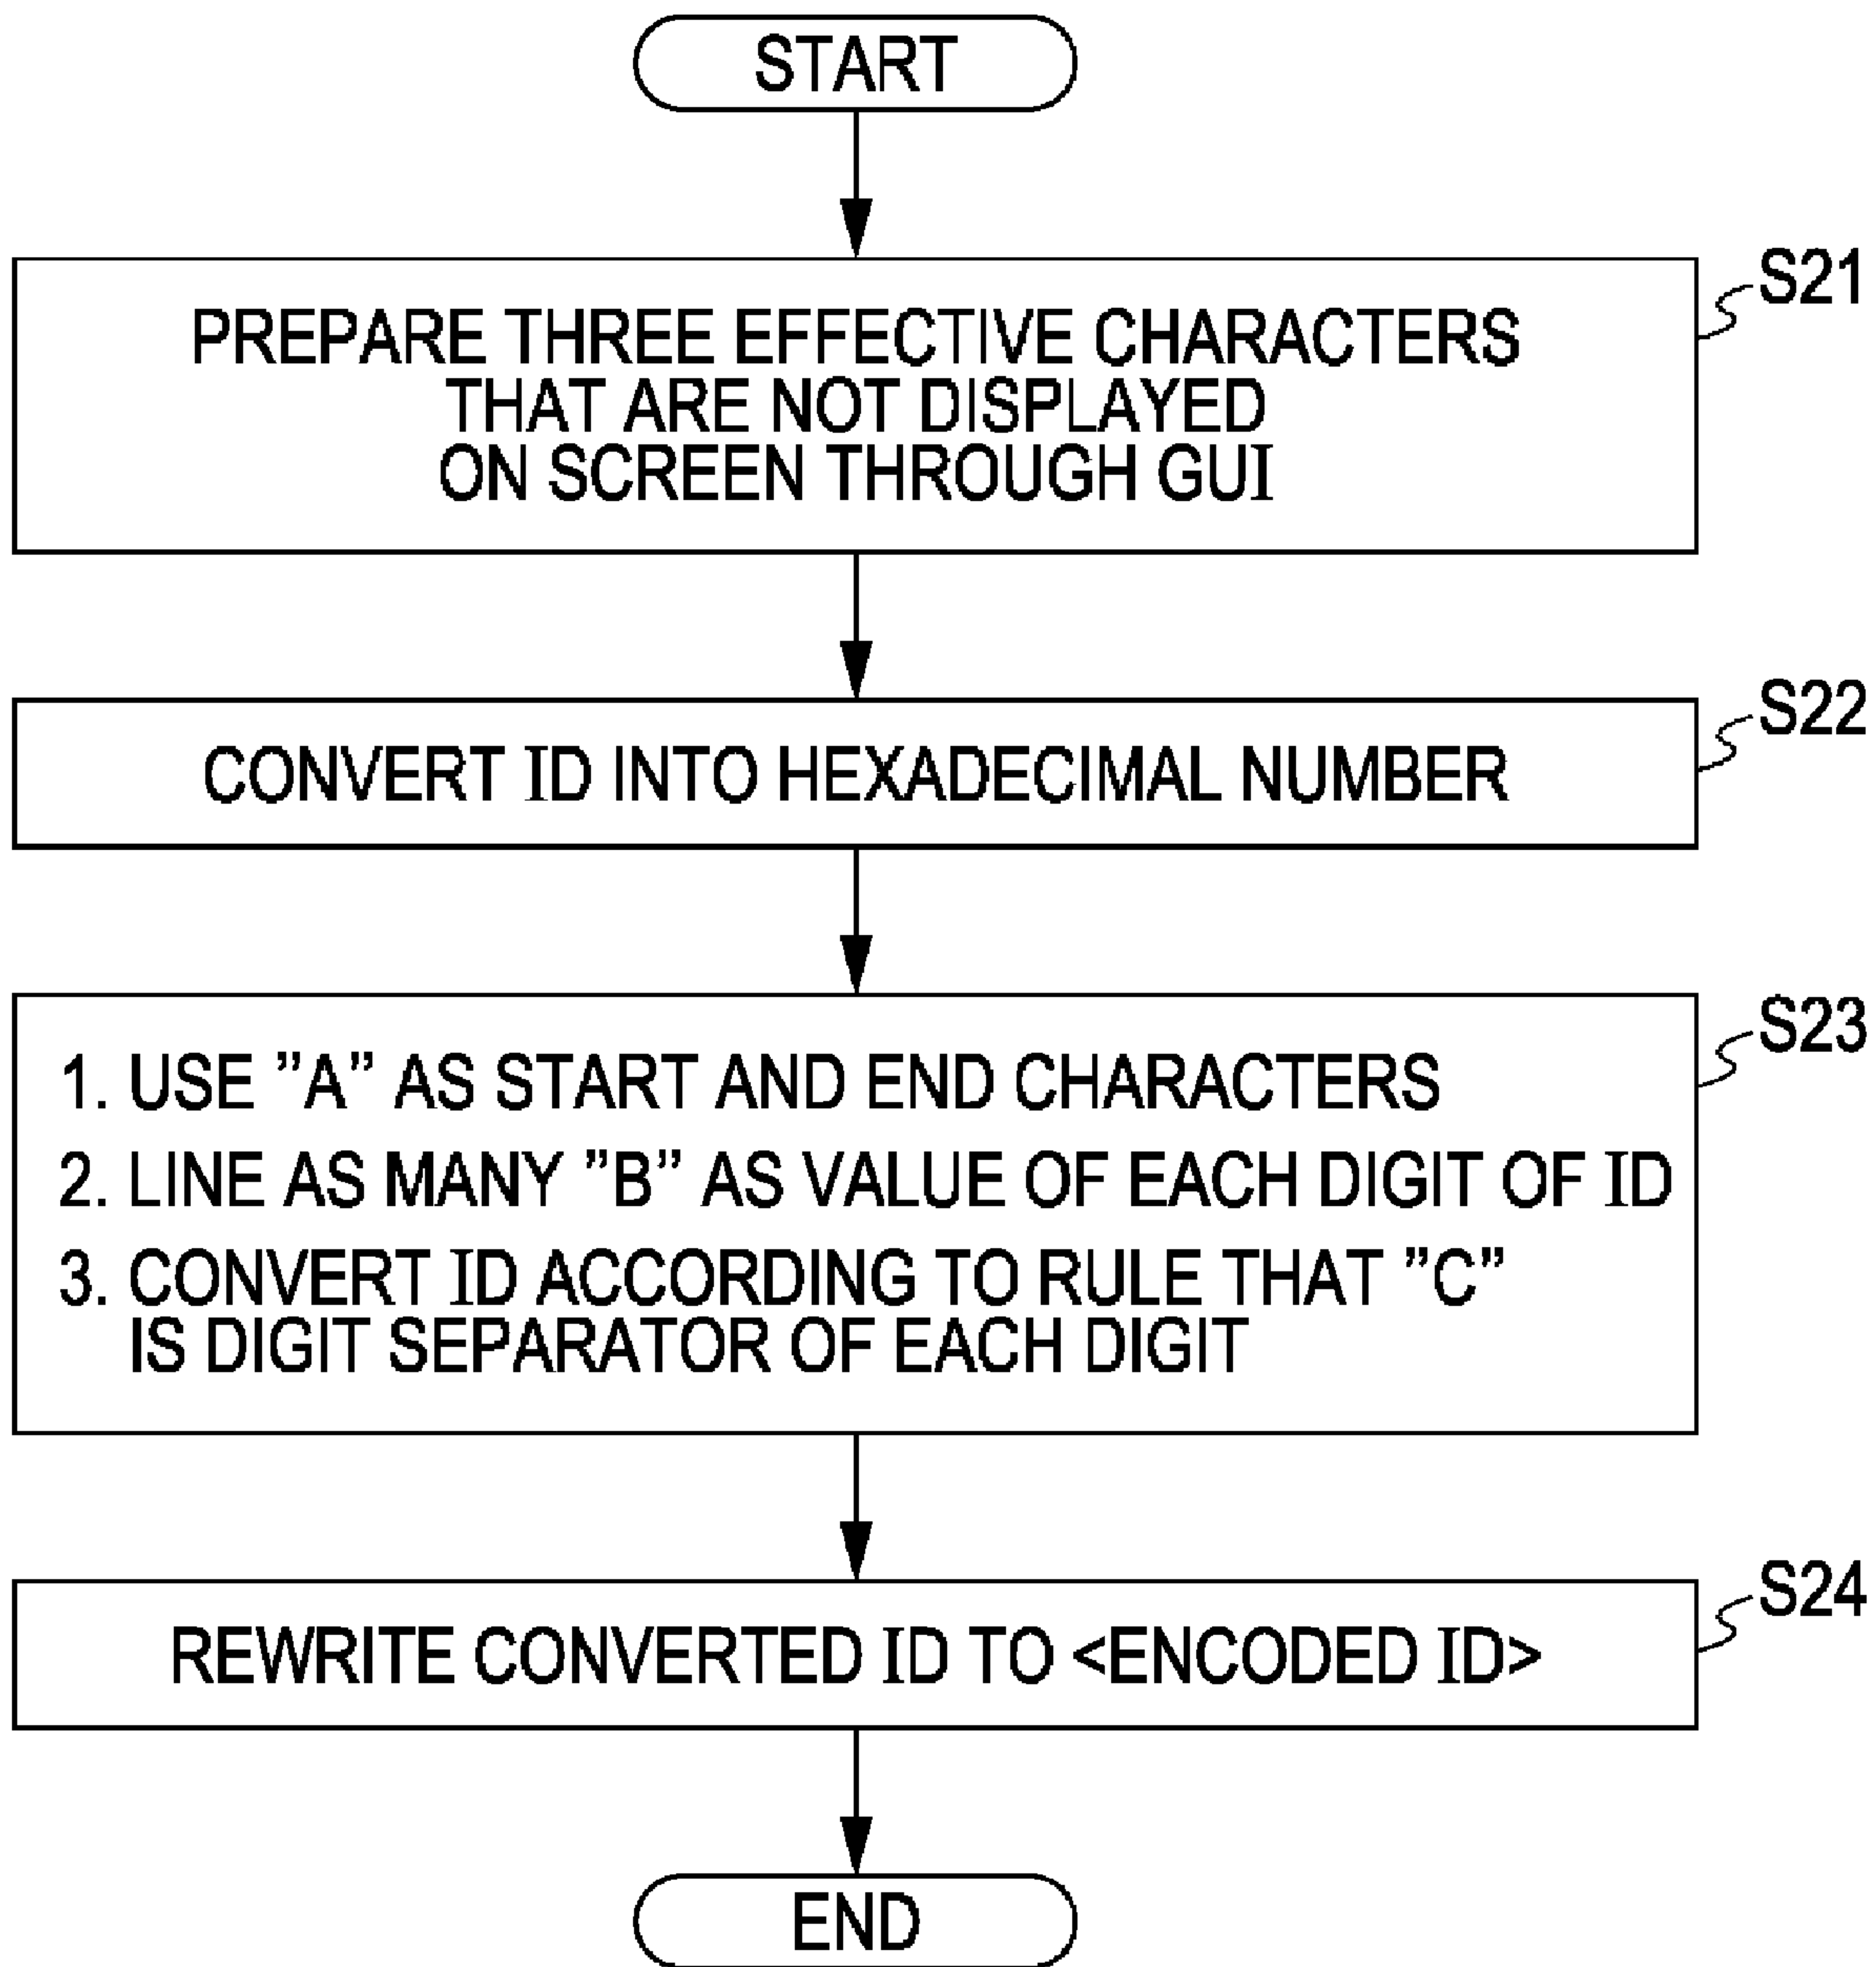 START
S21
PREPARE THREE EFFECTIVE CHARACTERS
THAT ARE NOT DISPLAYED
ON SCREEN THROUGH GUI
S22
CONVERT ID INTO HEXADECIMAL NUMBER
S23
1. USE ”A” AS START AND END CHARACTERS
2. LINE AS MANY ”B” AS VALUE OF EACH DIGIT OF ID
3. CONVERT ID ACCORDING TO RULE THAT ”C”
IS DIGIT SEPARATOR OF EACH DIGIT
S24
REWRITE CONVERTED ID TO <ENCODED ID>
END